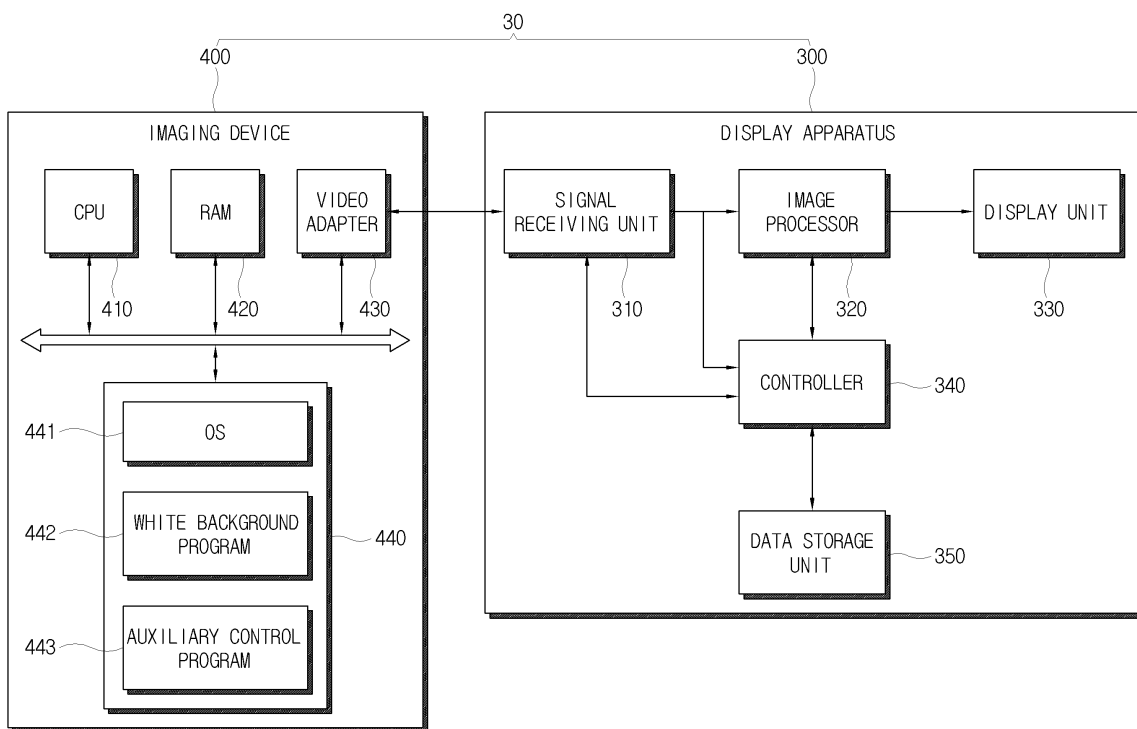 30
400
300
IMAGING DEVICE
DISPLAY APPARATUS
CPU
RAM
VIDEO
ADAPTER
SIGNAL
RECEIVING UNIT
IMAGE
PROCESSOR
DISPLAY UNIT
410
420
430
310
320
330
CONTROLLER
340
441
OS
442
WHITE BACKGROUND
PROGRAM
440
DATA STORAGE
UNIT
350
443
AUXILIARY CONTROL
PROGRAM